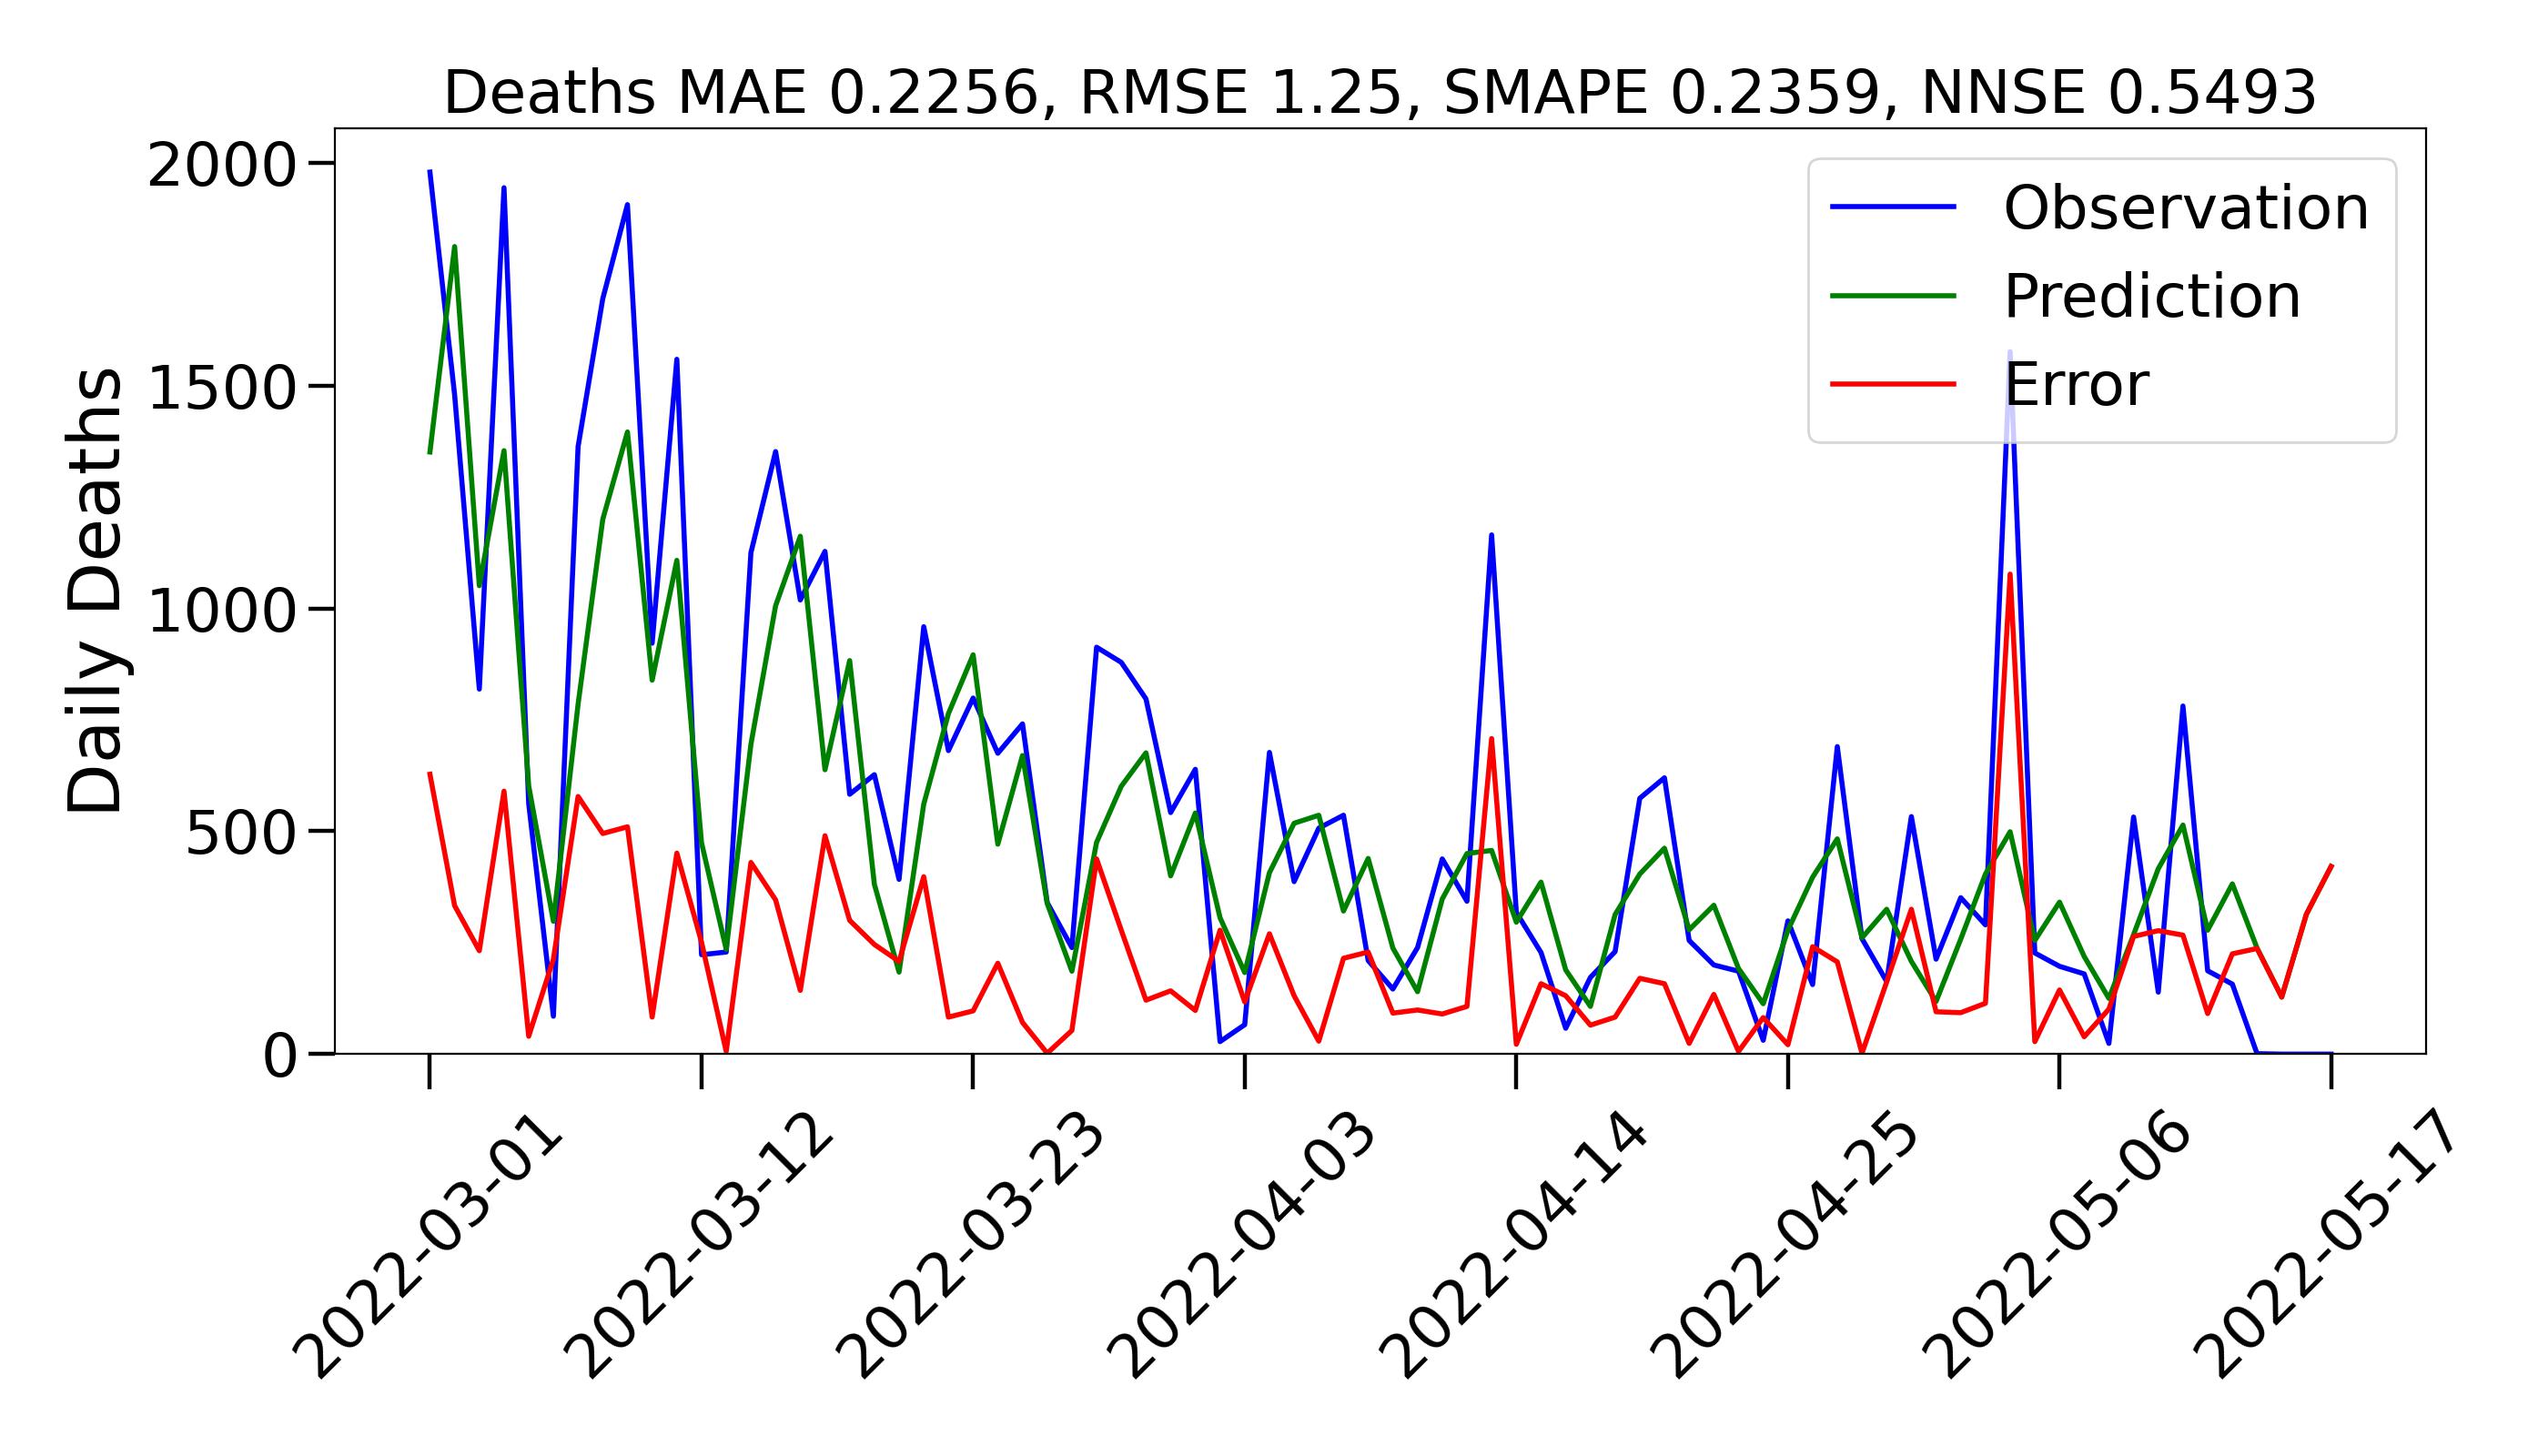 Deaths MAE 0.2256, RMSE 1.25, SMAPE 0.2359, NNSE 0.5493
Daily Deaths
2000
1500
1000
500
0
Observation
Prediction
Error
2022-03-01
2022-03-12
2022-03-23
2022-04-03
2022-04-14
2022-04-25
2022-05-06
2022-05-17